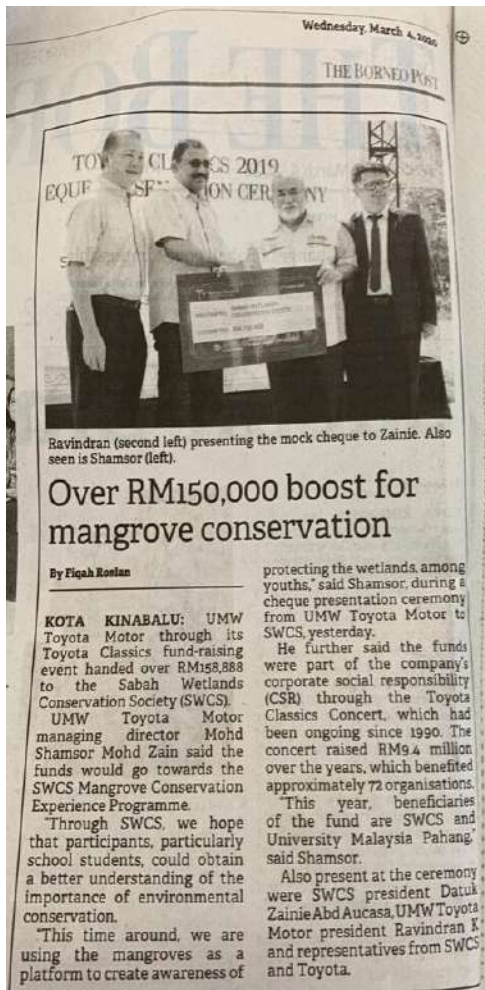 Wednesday, March 4, 2020
THE BORNEO POST
CS 2019
Ravindran (second left) presenting the mock cheque to Zainie. Also
seen is Shamsor (left).
Over RM150,000 boost for
mangrove conservation
By Fiqah Roslan
KOTA KINABALU: UMW
Toyota Motor through its
Toyota Classics fund-raising
event handed over RM158,888
to the Sabah Wetlands
Conservation Society (SWCS).
UMW Toyota Motor
managing director Mohd
Shamsor Mohd Zain said the
funds would go towards the
SWCS Mangrove Conservation
Experience Programme.
"Through SWCS, we hope
that participants, particularly
school students, could obtain
a better understanding of the
importance of environmental
conservation.
"This time around, we are
using the mangroves as a
platform to create awareness of
protecting the wetlands, among
youths," said Shamsor, during a
cheque presentation ceremony
from UMW Toyota Motor to
SWCS, yesterday.
He further said the funds
were part of the company's
corporate social responsibility
(CSR) through the Toyota
Classics Concert, which had
been ongoing since 1990. The
concert raised RM9.4 million
over the years, which benefited
approximately 72 organisations.
"This year, beneficiaries
of the fund are SWCS and
University Malaysia Pahang,"
said Shamsor.
Also present at the ceremony
were SWCS president Datuk
Zainie Abd Aucasa, UMW Toyota
Motor president Ravindran K
and representatives from SWCS
and Toyota.